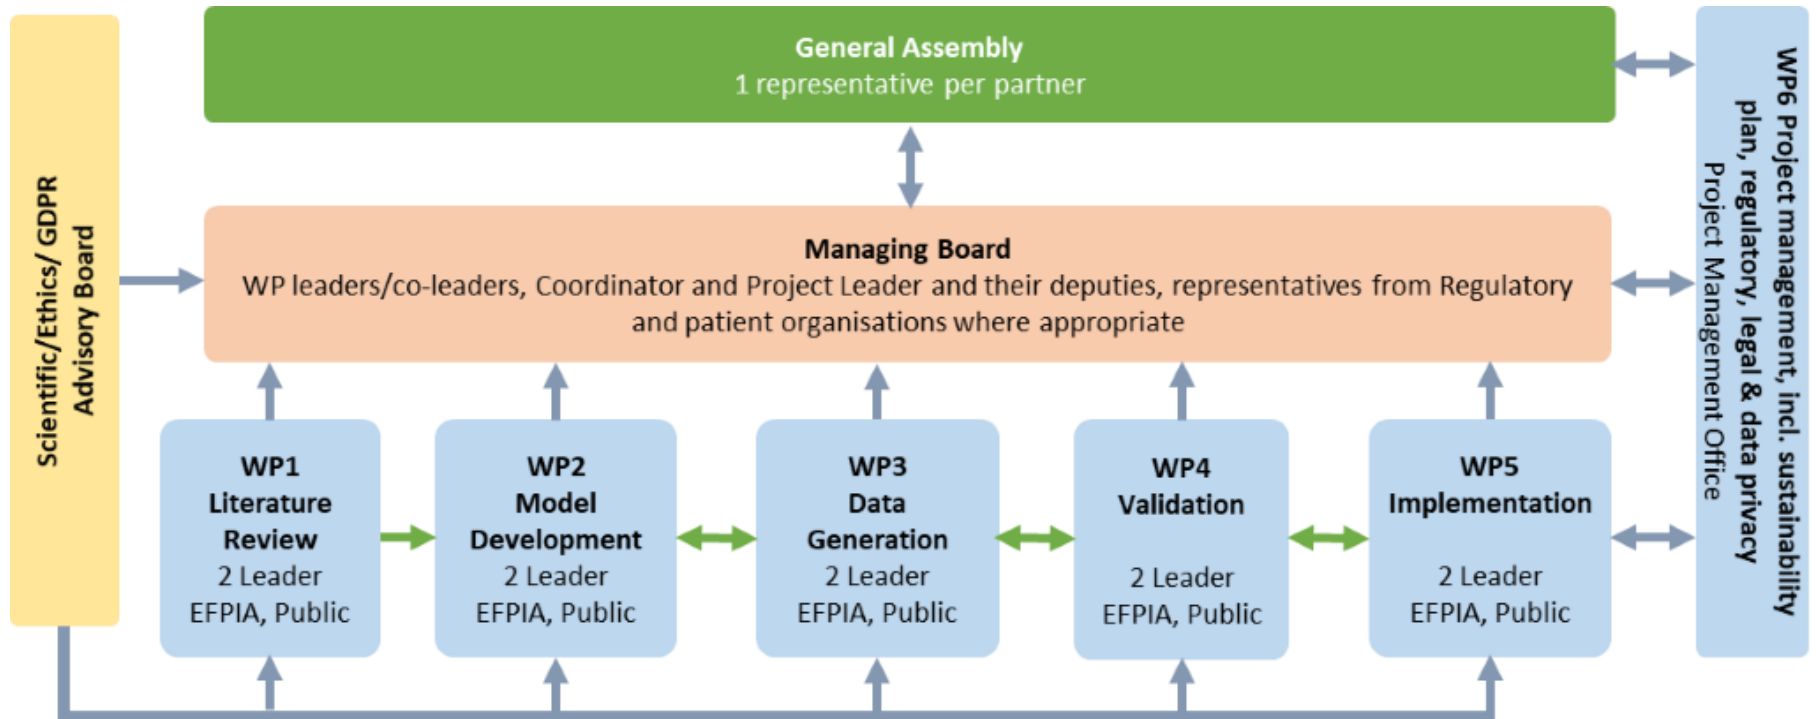 Scientific/Ethics/ GDPR
Advisory Board
General Assembly
1 representative per partner
Managing Board
WP leaders/co-leaders, Coordinator and Project Leader and their deputies, representatives from Regulatory
and patient organisations where appropriate
WP1
Literature
Review
2 Leader
EFPIA, Public
WP2
Model
Development
2 Leader
EFPIA, Public
WP3
Data
Generation
2 Leader
EFPIA, Public
WP4
Validation
2 Leader
EFPIA, Public
WP5
Implementation
2 Leader
EFPIA, Public
WP6 Project management, incl. sustainability
plan, regulatory, legal & data privacy
Project Management Office